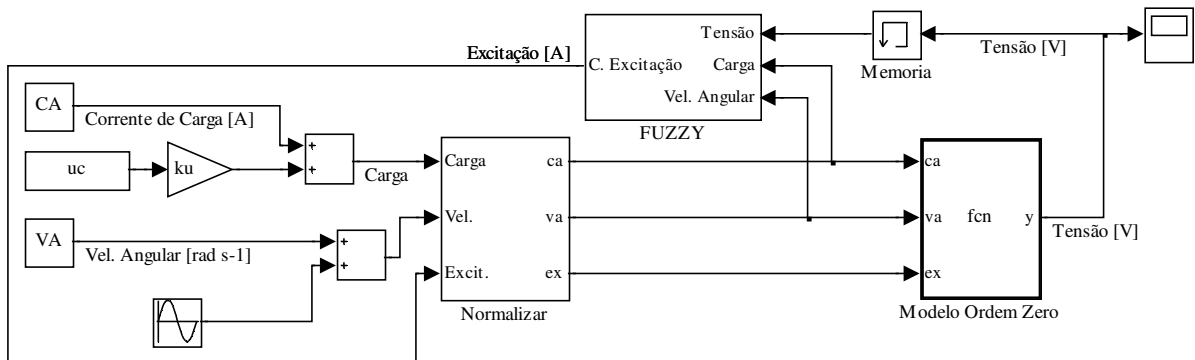 Excitação [A]
Tensão
C. Excitação
Carga
Vel. Angular
FUZZY
Memoria
Tensão [V]
CA
Corrente de Carga [A]
uc
ku
+
+
Carga
VA
Vel. Angular [rad s-1]
+
+
Carga
ca
Vel.
va
Excit.
ex
Normalizar
ca
va
fcn
y
ex
Tensão [V]
Modelo Ordem Zero